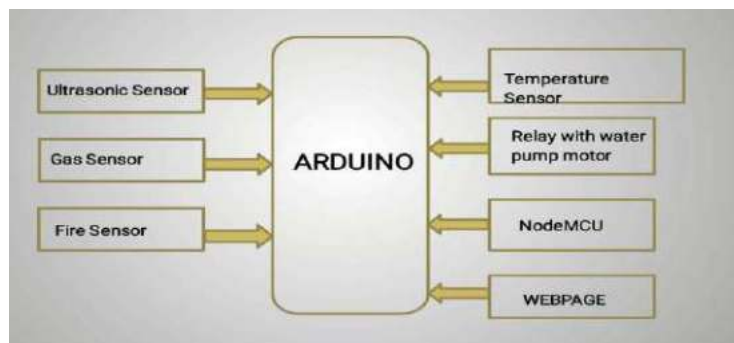 Ultrasonic Sensor
Gas Sensor
Fire Sensor
ARDUINO
Temperature
Sensor
Relay with water
pump motor
NodeMCU
WEBPAGE